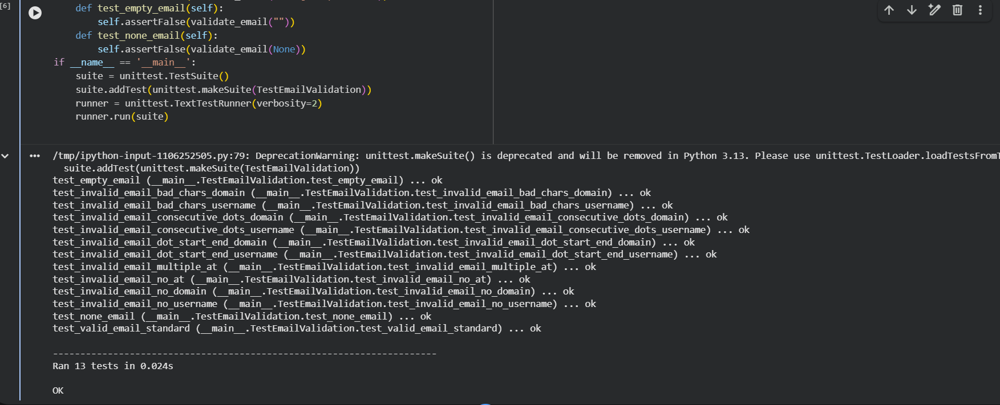 [6]
def test_empty_email(self):
self.assertFalse(validate_email(""))
def test_none_email(self):
self.assertFalse(validate_email(None))
if __name__ == '__main__':
suite = unittest.TestSuite()
suite.addTest(unittest.makeSuite(TestEmailValidation))
runner = unittest.TextTestRunner(verbosity=2)
runner.run(suite)
/tmp/ipython-input-1106252505.py:79: DeprecationWarning: unittest.makeSuite() is deprecated and will be removed in Python 3.13. Please use unittest.TestLoader.loadTestsFromT
suite.addTest(unittest.makeSuite(TestEmailValidation))
test_empty_email (__main__.TestEmailValidation.test_empty_email) ... ok
test_invalid_email_bad_chars_domain (__main__.TestEmailValidation.test_invalid_email_bad_chars_domain) ... ok
test_invalid_email_bad_chars_username (__main__.TestEmailValidation.test_invalid_email_bad_chars_username) ... ok
test_invalid_email_consecutive_dots_domain (__main__.TestEmailValidation.test_invalid_email_consecutive_dots_domain) ... ok
test_invalid_email_consecutive_dots_username (__main__.TestEmailValidation.test_invalid_email_consecutive_dots_username) ... ok
test_invalid_email_dot_start_end_domain (__main__.TestEmailValidation.test_invalid_email_dot_start_end_domain) ... ok
test_invalid_email_dot_start_end_username (__main__.TestEmailValidation.test_invalid_email_dot_start_end_username) ... ok
test_invalid_email_multiple_at (__main__.TestEmailValidation.test_invalid_email_multiple_at) ... ok
test_invalid_email_no_at (__main__.TestEmailValidation.test_invalid_email_no_at) ... ok
test_invalid_email_no_domain (__main__.TestEmailValidation.test_invalid_email_no_domain) ... ok
test_invalid_email_no_username (__main__.TestEmailValidation.test_invalid_email_no_username) ... ok
test_none_email (__main__.TestEmailValidation.test_none_email) ... ok
test_valid_email_standard (__main__.TestEmailValidation.test_valid_email_standard) ... ok
----------------------------------------------------------------------
Ran 13 tests in 0.024s
OK